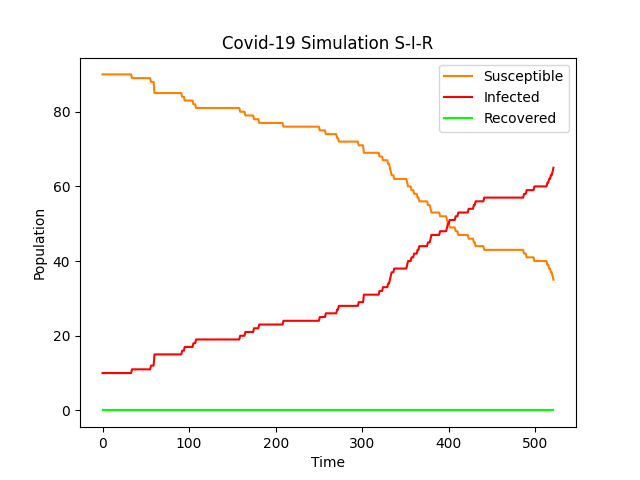 Covid-19 Simulation S-I-R
Susceptible
Infected
Recovered
80
60
40
20
0
Population
0 100 200 300 400 500
Time